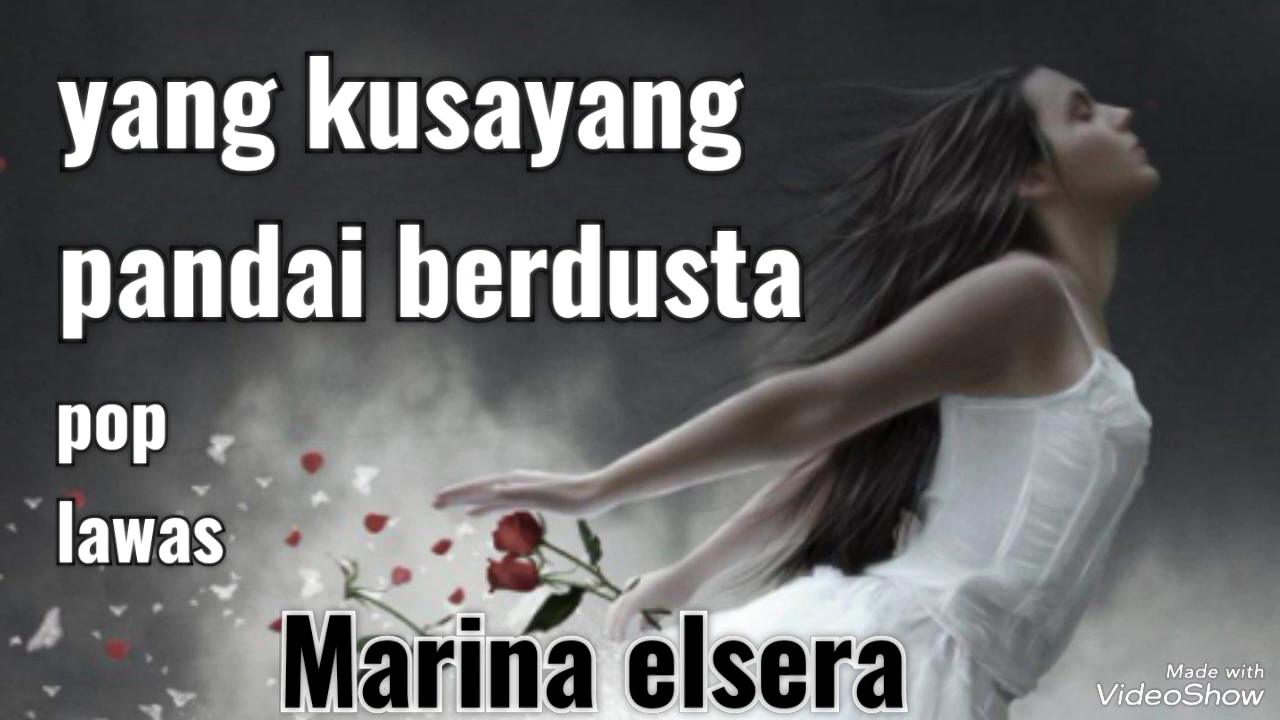 yang kusayang
pandai berdusta
pop
lawas
Marina elsera
Made with
VideoShow